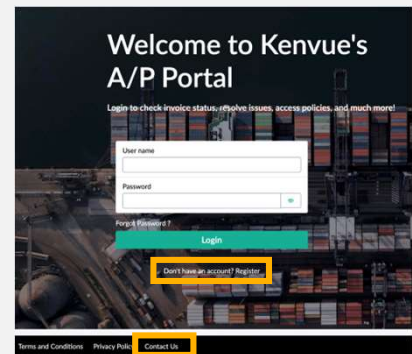 Welcome to Kenvue's
A/P Portal
Login to check invoice status, resolve issues, access policies, and much more!
User name
Password
Forgot Password ?
Login
Don't have an account? Register
Terms and Conditions Privacy Policy Contact Us